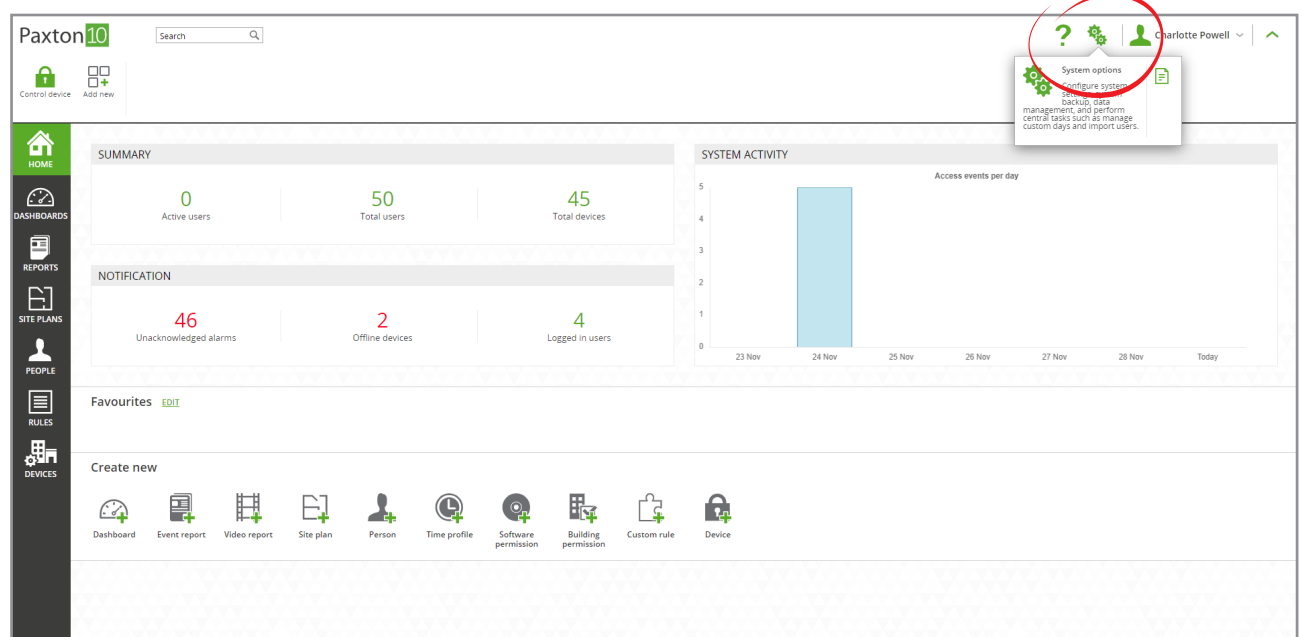 Paxton10
Search
Charlotte Powell
Control device
Add new
System options
Configure system
backup, data
management, and perform
central tasks such as manage
custom days and import users.
HOME
DASHBOARDS
REPORTS
SITE PLANS
PEOPLE
RULES
DEVICES
SUMMARY
0
Active users
50
Total users
45
Total devices
NOTIFICATION
46
Unacknowledged alarms
2
Offline devices
4
Logged in users
SYSTEM ACTIVITY
Access events per day
5
4
3
2
1
0
23 Nov
24 Nov
25 Nov
26 Nov
27 Nov
28 Nov
Today
Favourites EDIT
Create new
Dashboard
Event report
Video report
Site plan
Person
Time profile
Software
permission
Building
permission
Custom rule
Device